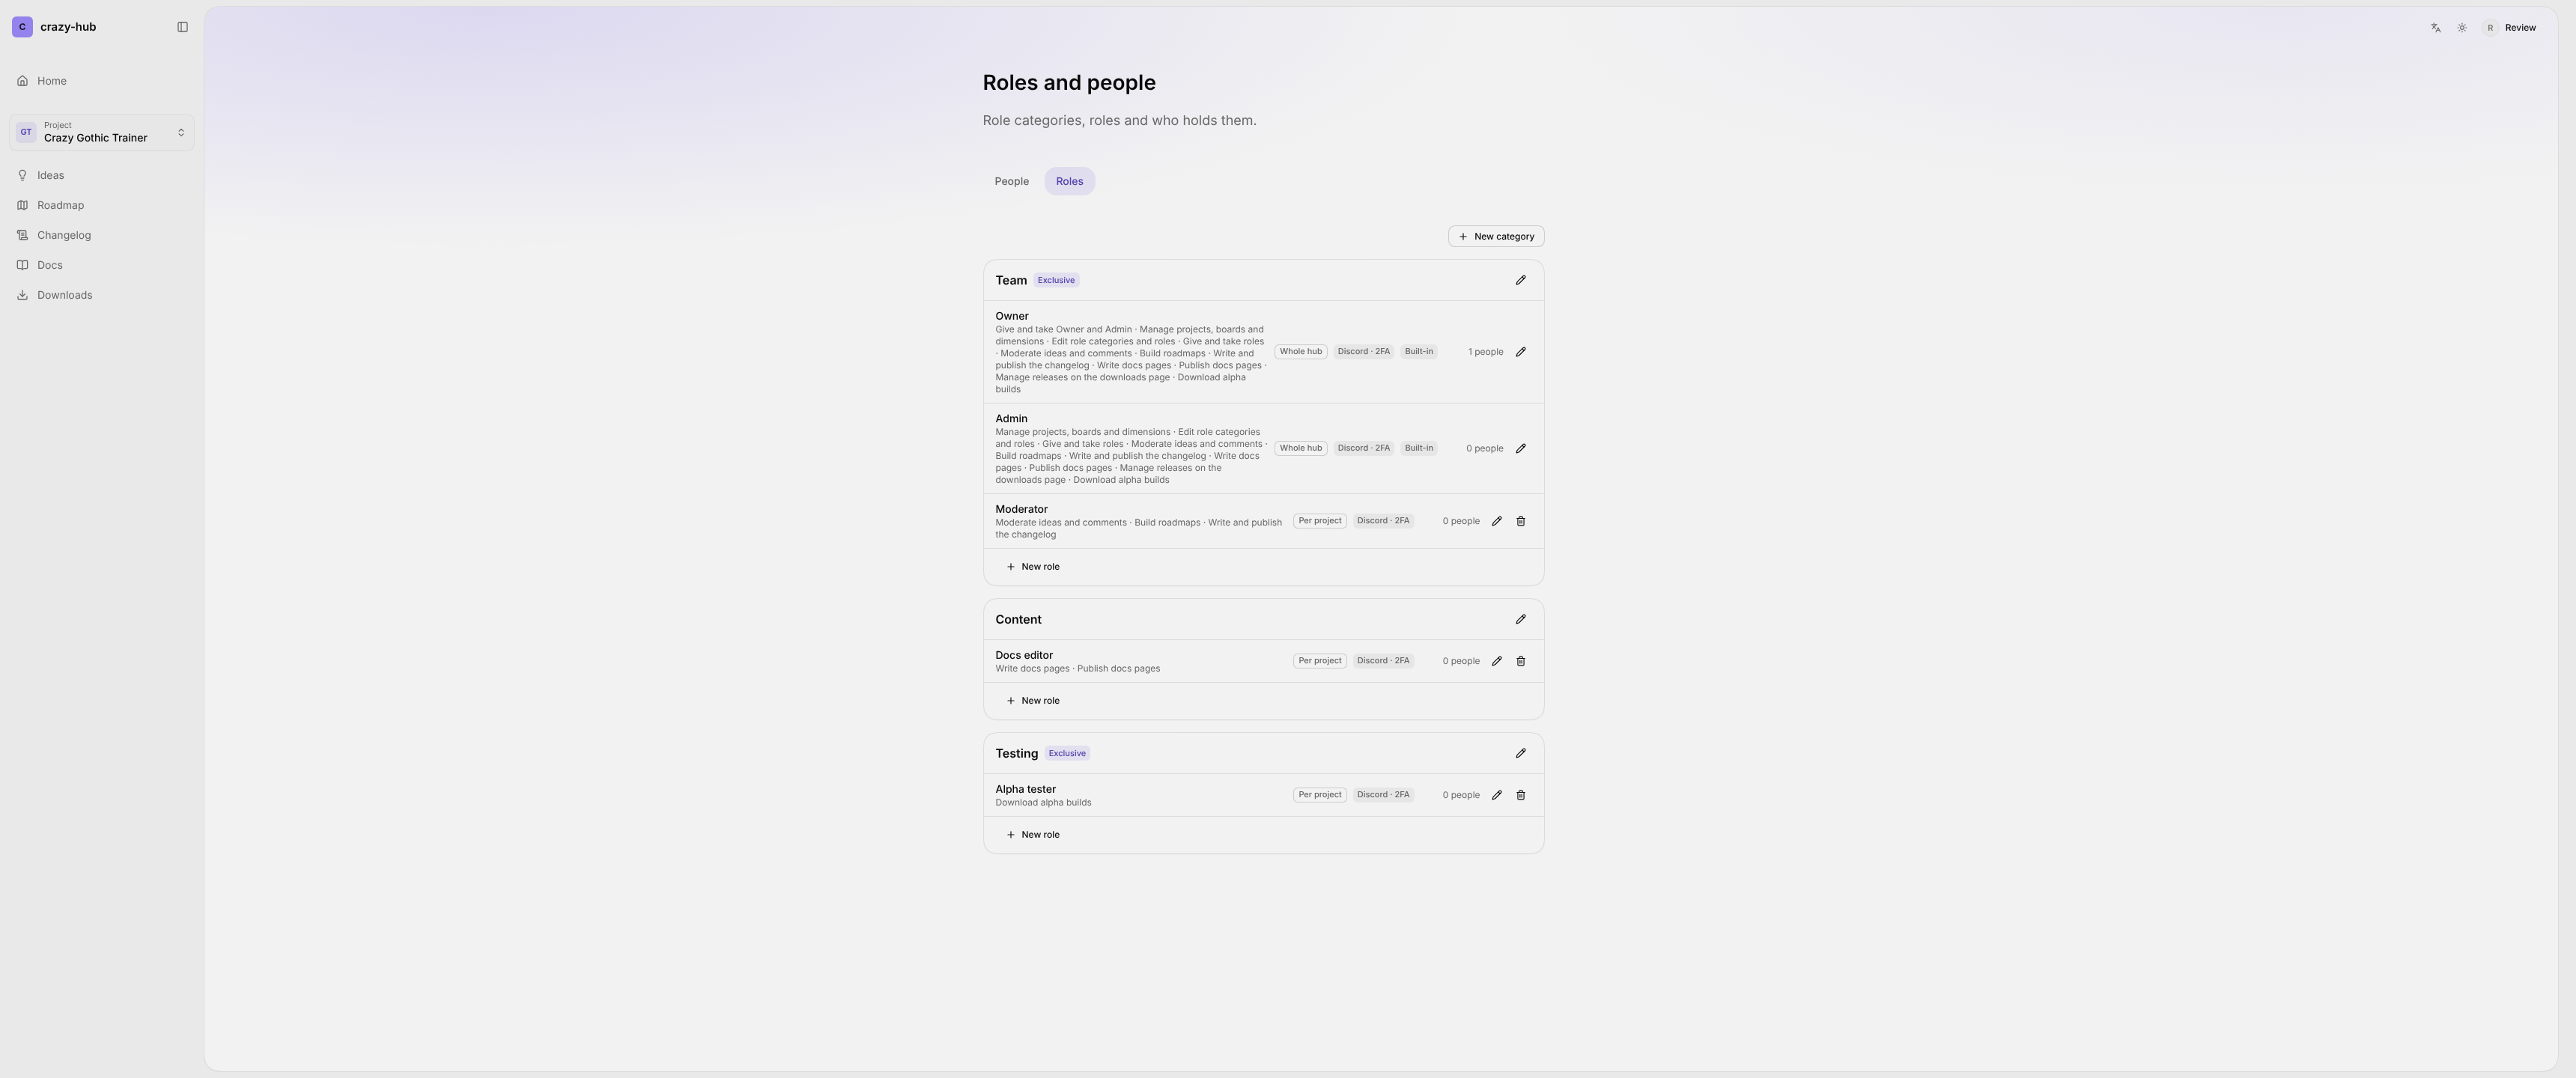 C crazy-hub
R Review
Home
GT Project
Crazy Gothic Trainer
Ideas
Roadmap
Changelog
Docs
Downloads
Roles and people
Role categories, roles and who holds them.
People Roles
New category
Team Exclusive
Owner
Give and take Owner and Admin · Manage projects, boards and
dimensions · Edit role categories and roles · Give and take roles
· Moderate ideas and comments · Build roadmaps · Write and
publish the changelog · Write docs pages · Publish docs pages ·
Manage releases on the downloads page · Download alpha
builds
Whole hub Discord · 2FA Built-in 1 people
Admin
Manage projects, boards and dimensions · Edit role categories
and roles · Give and take roles · Moderate ideas and comments ·
Build roadmaps · Write and publish the changelog · Write docs
pages · Publish docs pages · Manage releases on the
downloads page · Download alpha builds
Whole hub Discord · 2FA Built-in 0 people
Moderator
Moderate ideas and comments · Build roadmaps · Write and publish
the changelog
Per project Discord · 2FA 0 people
New role
Content
Docs editor
Write docs pages · Publish docs pages
Per project Discord · 2FA 0 people
New role
Testing Exclusive
Alpha tester
Download alpha builds
Per project Discord · 2FA 0 people
New role